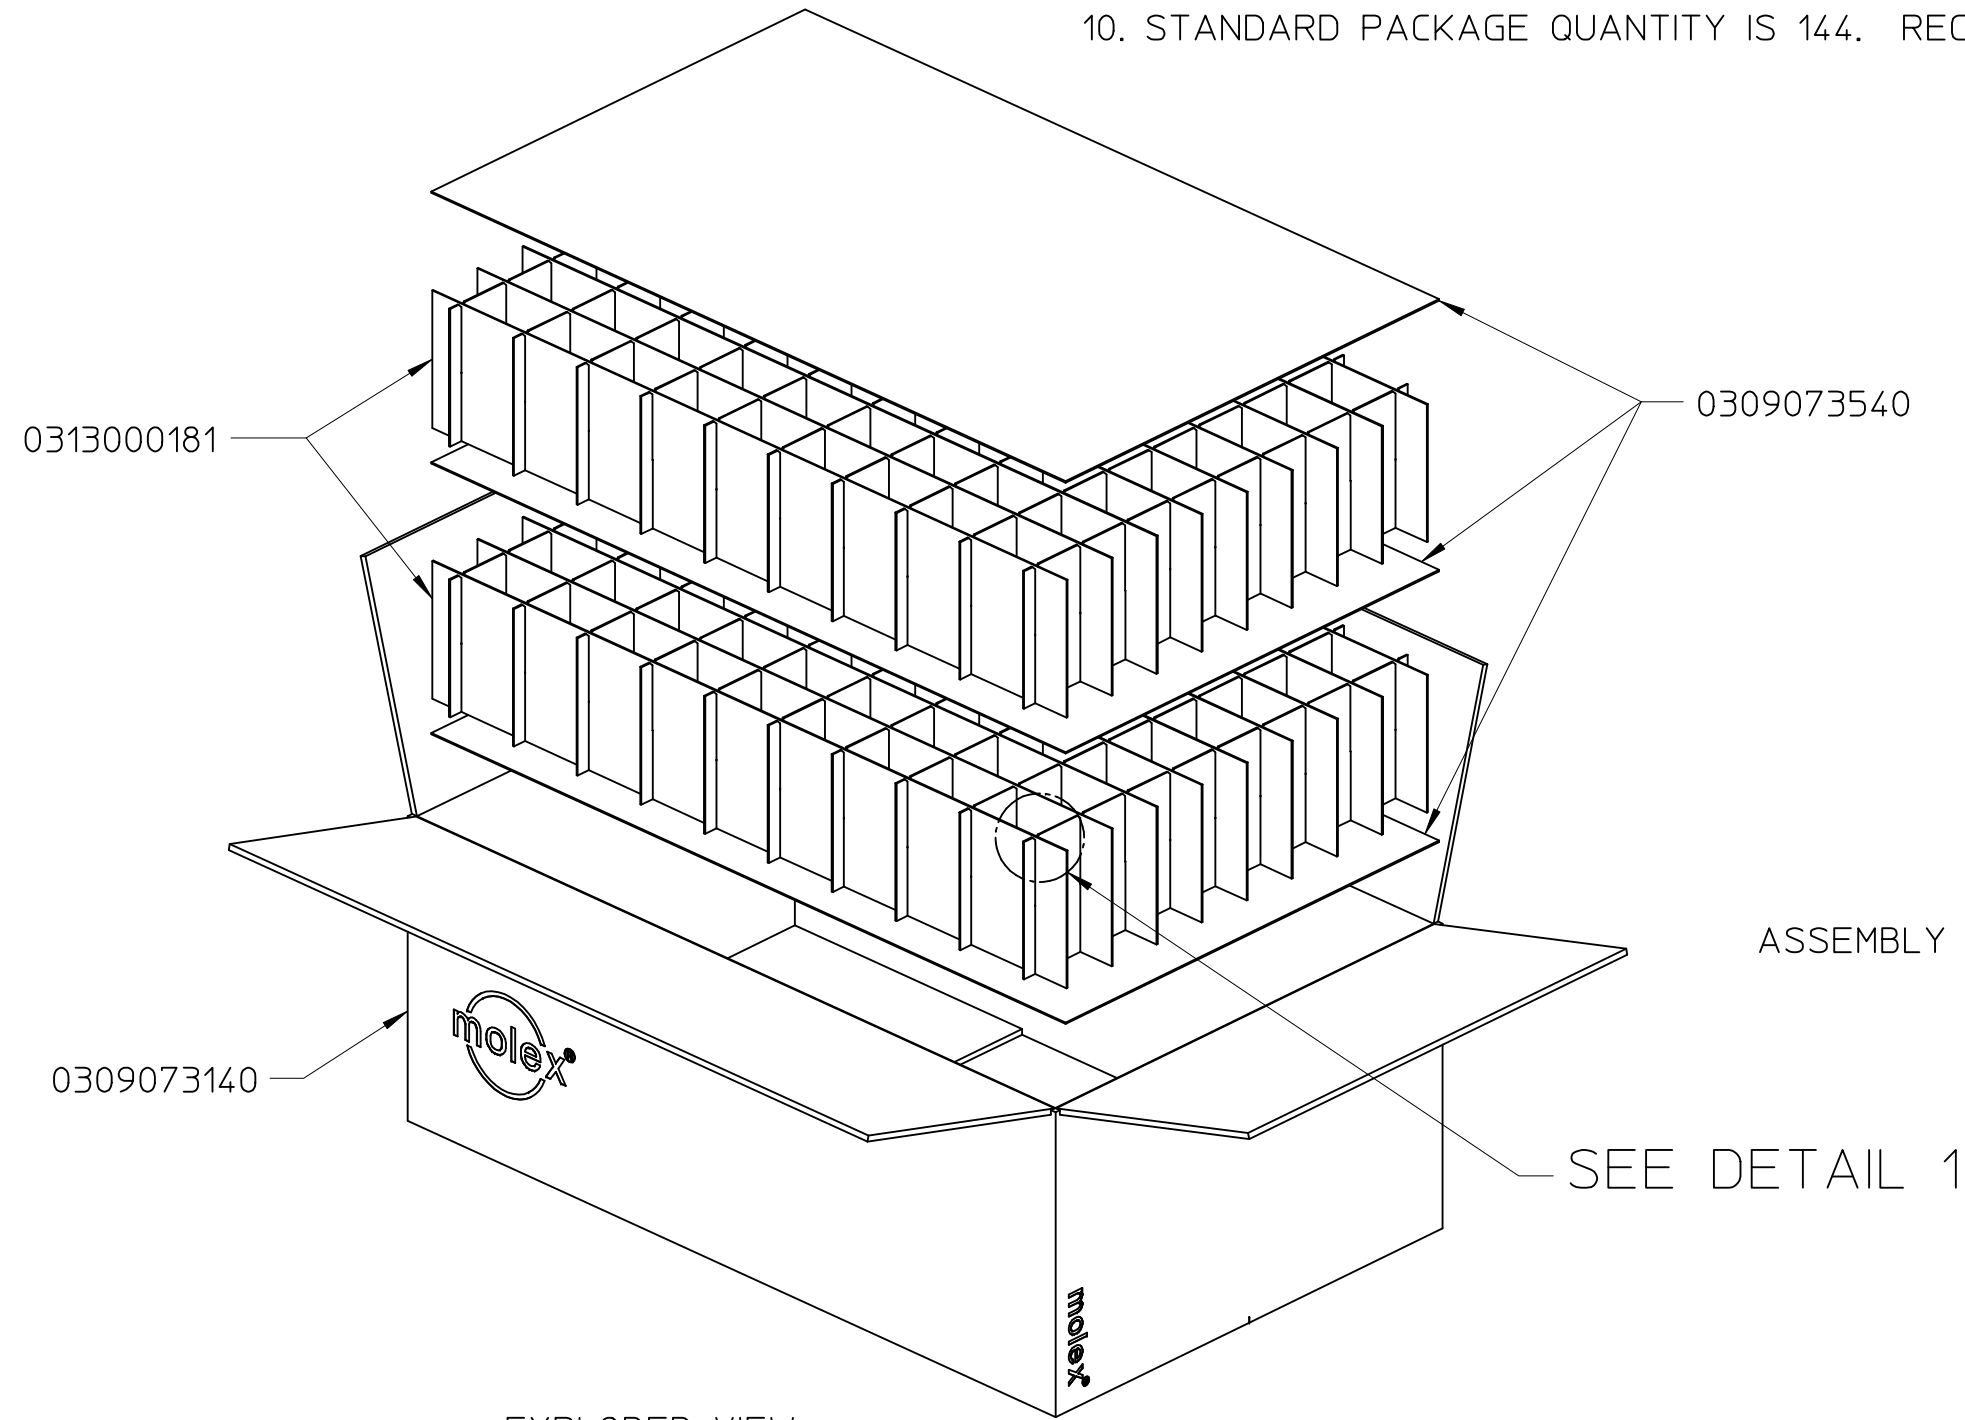 10. STANDARD PACKAGE QUANTITY IS 144.
0309073540
0313000181
ASSEMBLY
molex®
0309073140
SEE DETAIL 1
molex®